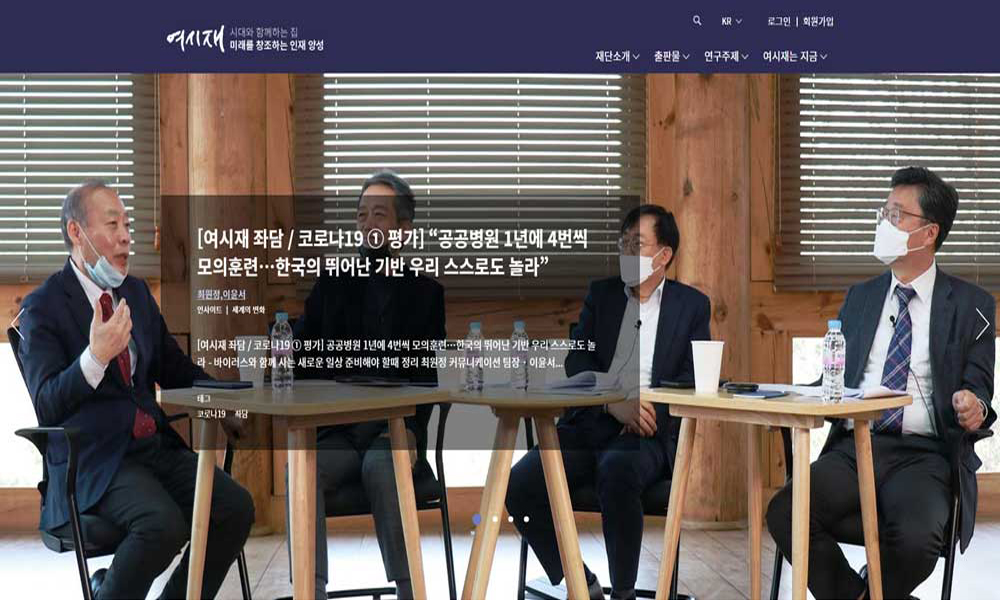 여시재
시대와 함께하는 집
미래를 창조하는 인재 양성
KR
로그인 | 회원가입
재단소개
출판물
연구주제
여시재는 지금
[여시재 좌담 / 코로나19 ① 평가] “공공병원 1년에 4번씩
모의훈련…한국의 뛰어난 기반 우리 스스로도 놀라”
최원정,이윤서
인사이트 | 세계의 변화
[여시재 좌담 / 코로나19 ① 평가] 공공병원 1년에 4번씩 모의훈련…한국의 뛰어난 기반 우리 스스로도 놀
라 - 바이러스와 함께 사는 새로운 일상 준비해야 할때 정리 최원정 커뮤니케이션 팀장 · 이윤서...
태그
코로나19 좌담